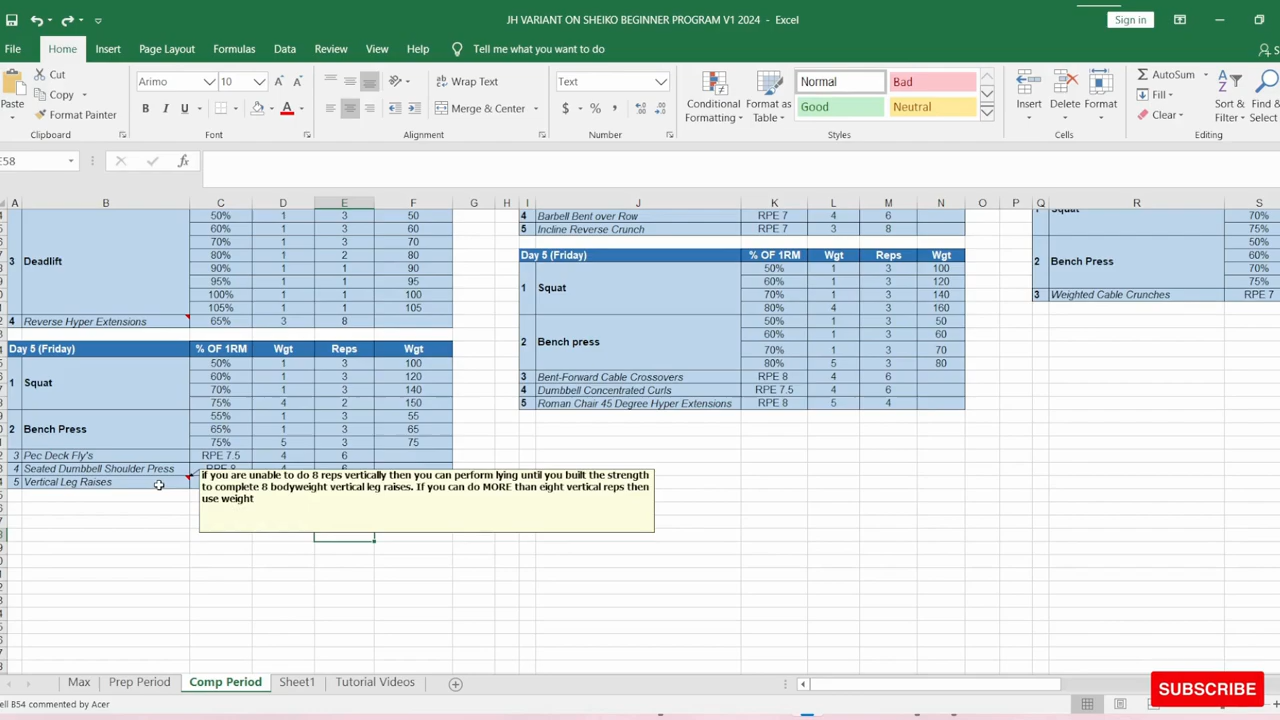 JH VARIANT ON SHEIKO BEGINNER PROGRAM V1 2024 - Excel
Sign in
File Home Insert Page Layout Formulas Data Review View Help Tell me what you want to do
Cut
Copy
Format Painter
Paste
Arimo 10
Wrap Text
Merge & Center
Text
Conditional Formatting
Format as Table
Normal Bad
Good Neutral
Insert Delete Format
AutoSum
Fill
Clear
Sort & Filter
Find & Select
Clipboard Font Alignment Number Styles Cells Editing
E58
A B C D E F G H I J K L M N O P Q R S
50% 1 3 50
60% 1 3 60
70% 1 3 70
3 Deadlift 80% 1 2 80
90% 1 1 90
95% 1 1 95
100% 1 1 100
105% 1 1 105
4 Reverse Hyper Extensions 65% 3 8
Day 5 (Friday) % OF 1RM Wgt Reps Wgt
50% 1 3 100
1 Squat 60% 1 3 120
70% 1 3 140
75% 4 2 150
55% 1 3 55
2 Bench Press 65% 1 3 65
75% 5 3 75
3 Pec Deck Fly's RPE 7.5 4 6
4 Seated Dumbbell Shoulder Press
5 Vertical Leg Raises
if you are unable to do 8 reps vertically then you can perform lying until you built the strength
to complete 8 bodyweight vertical leg raises. If you can do MORE than eight vertical reps then
use weight
4 Barbell Bent over Row RPE 7 4 6
5 Incline Reverse Crunch RPE 7 3 8
Day 5 (Friday) % OF 1RM Wgt Reps Wgt
50% 1 3 100
1 Squat 60% 1 3 120
70% 1 3 140
80% 4 3 160
50% 1 3 50
2 Bench press 60% 1 3 60
70% 1 3 70
80% 5 3 80
3 Bent-Forward Cable Crossovers RPE 8 4 6
4 Dumbbell Concentrated Curls RPE 7.5 4 6
5 Roman Chair 45 Degree Hyper Extensions RPE 8 5 4
Squat 70%
75%
50%
2 Bench Press 60%
70%
75%
3 Weighted Cable Crunches RPE 7
Max Prep Period Comp Period Sheet1 Tutorial Videos
ell B54 commented by Acer
SUBSCRIBE